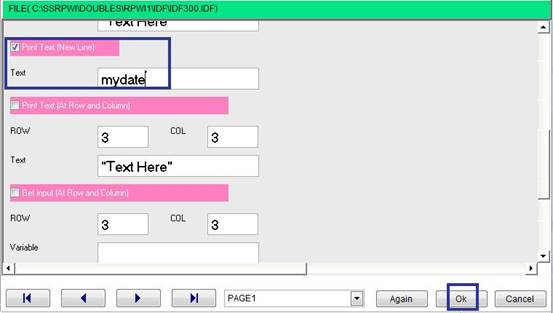 FILE( C:\SSRPWI\DOUBLES\RPWI1\IDF\IDF300.IDF)
"Text Here"
Print Text (New Line)
Text mydate
Print Text (At Row and Column)
ROW 3 COL 3
Text "Text Here"
Get input (At Row and Column)
ROW 3 COL 3
Variable
PAGE1 Again Ok Cancel